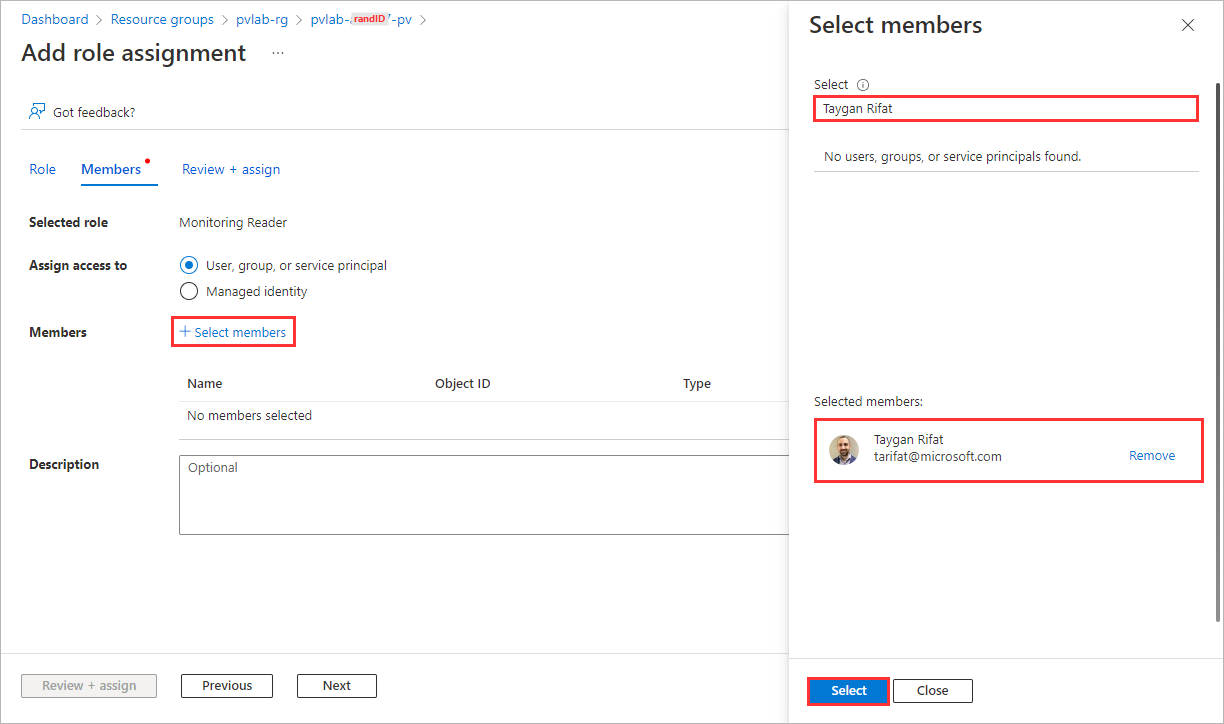 Dashboard > Resource groups > pvlab-rg > pvlab-randID-pv >
Add role assignment ...
Got feedback?
Role Members Review + assign
Selected role Monitoring Reader
Assign access to User, group, or service principal
Managed identity
Members + Select members
Name Object ID Type
No members selected
Description Optional
Review + assign Previous Next
Select members
Select
Taygan Rifat
No users, groups, or service principals found.
Selected members:
Taygan Rifat
tarifat@microsoft.com
Remove
Select Close